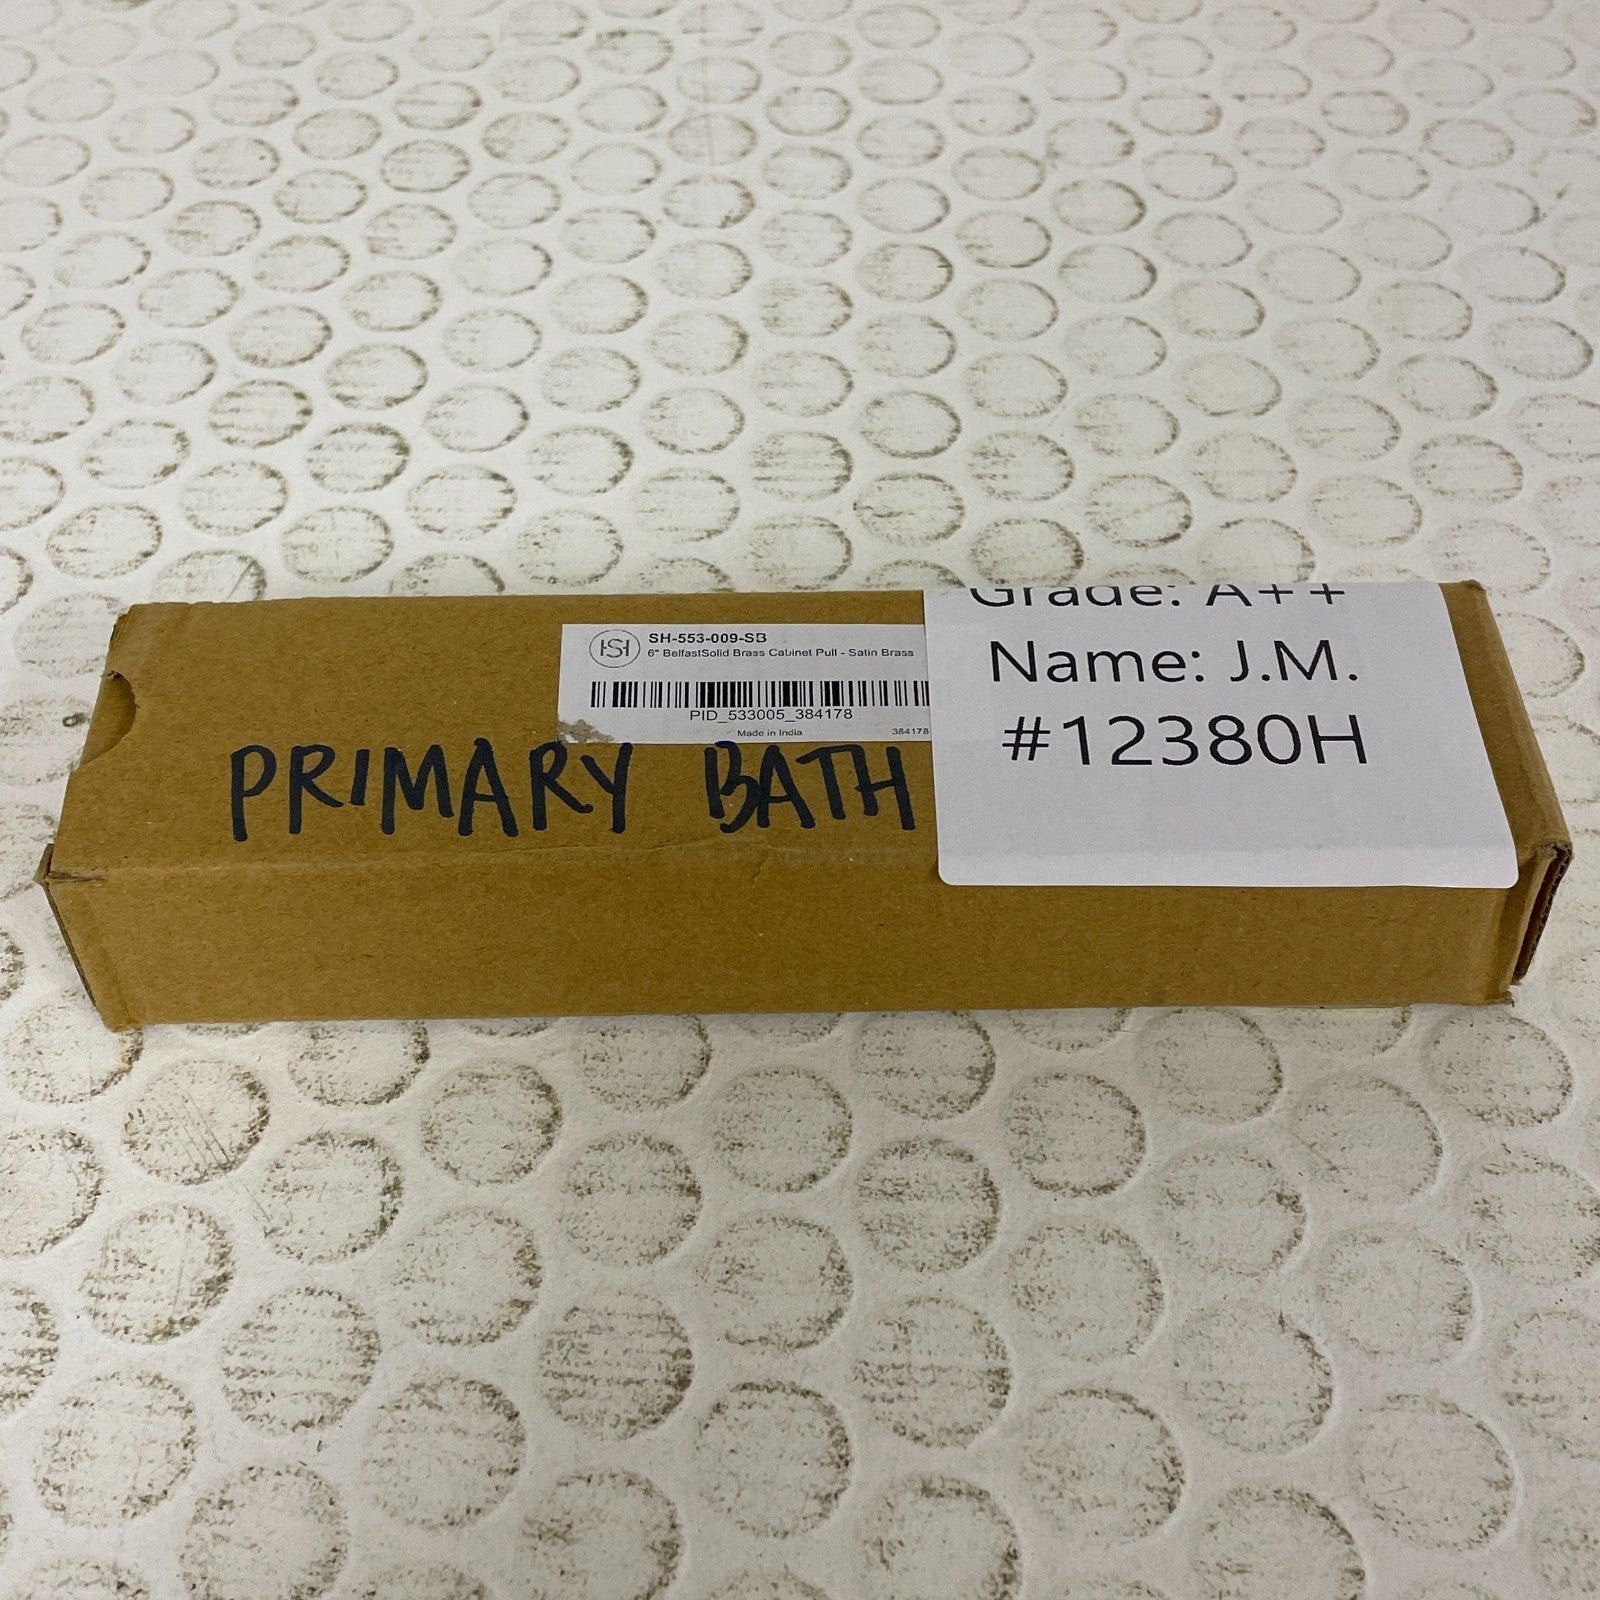 HSH
SH-553-009-SB
6" BelfastSolid Brass Cabinet Pull - Satin Brass
PID_533005_384178
Made in India
384178
PRIMARY BATH
Grade: A++
Name: J.M.
#12380H